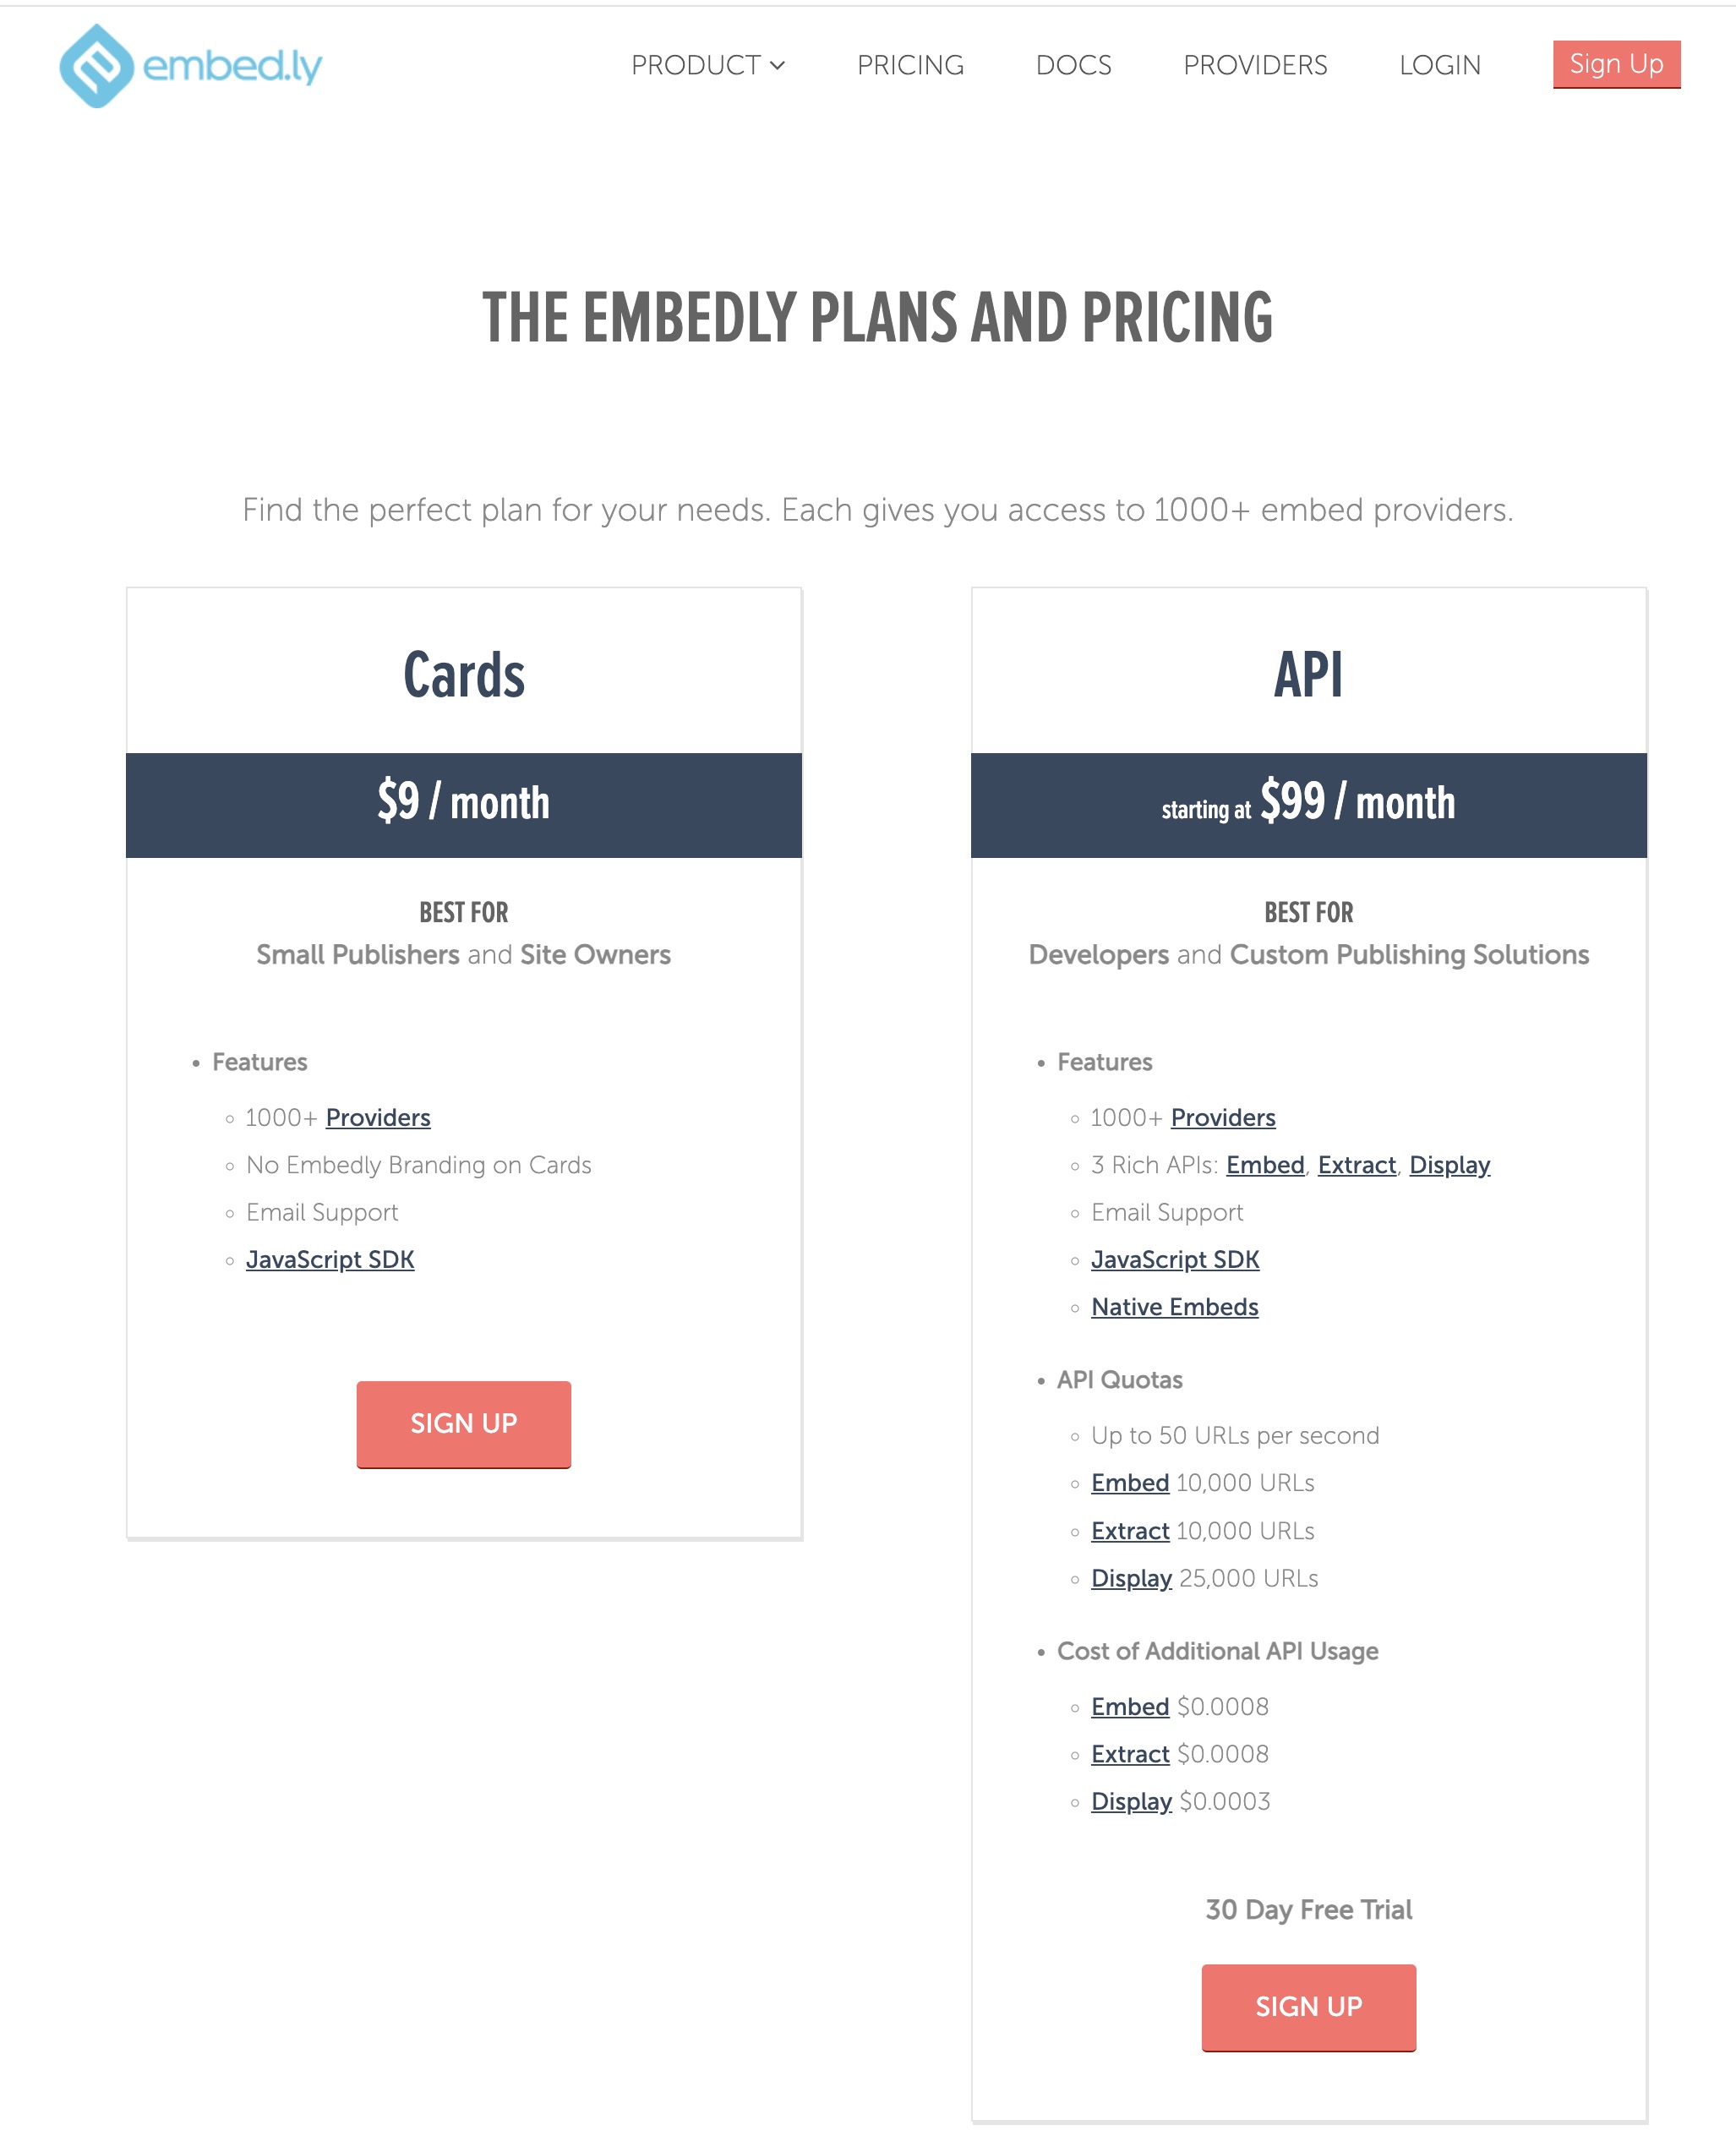 embed.ly
PRODUCT
PRICING
DOCS
PROVIDERS
LOGIN
Sign Up
THE EMBEDLY PLANS AND PRICING
Find the perfect plan for your needs. Each gives you access to 1000+ embed providers.
Cards
$9 / month
BEST FOR
Small Publishers and Site Owners
• Features
◦ 1000+ Providers
◦ No Embedly Branding on Cards
◦ Email Support
◦ JavaScript SDK
SIGN UP
API
starting at $99 / month
BEST FOR
Developers and Custom Publishing Solutions
• Features
◦ 1000+ Providers
◦ 3 Rich APIs: Embed, Extract, Display
◦ Email Support
◦ JavaScript SDK
◦ Native Embeds
• API Quotas
◦ Up to 50 URLs per second
◦ Embed 10,000 URLs
◦ Extract 10,000 URLs
◦ Display 25,000 URLs
• Cost of Additional API Usage
◦ Embed $0.0008
◦ Extract $0.0008
◦ Display $0.0003
30 Day Free Trial
SIGN UP